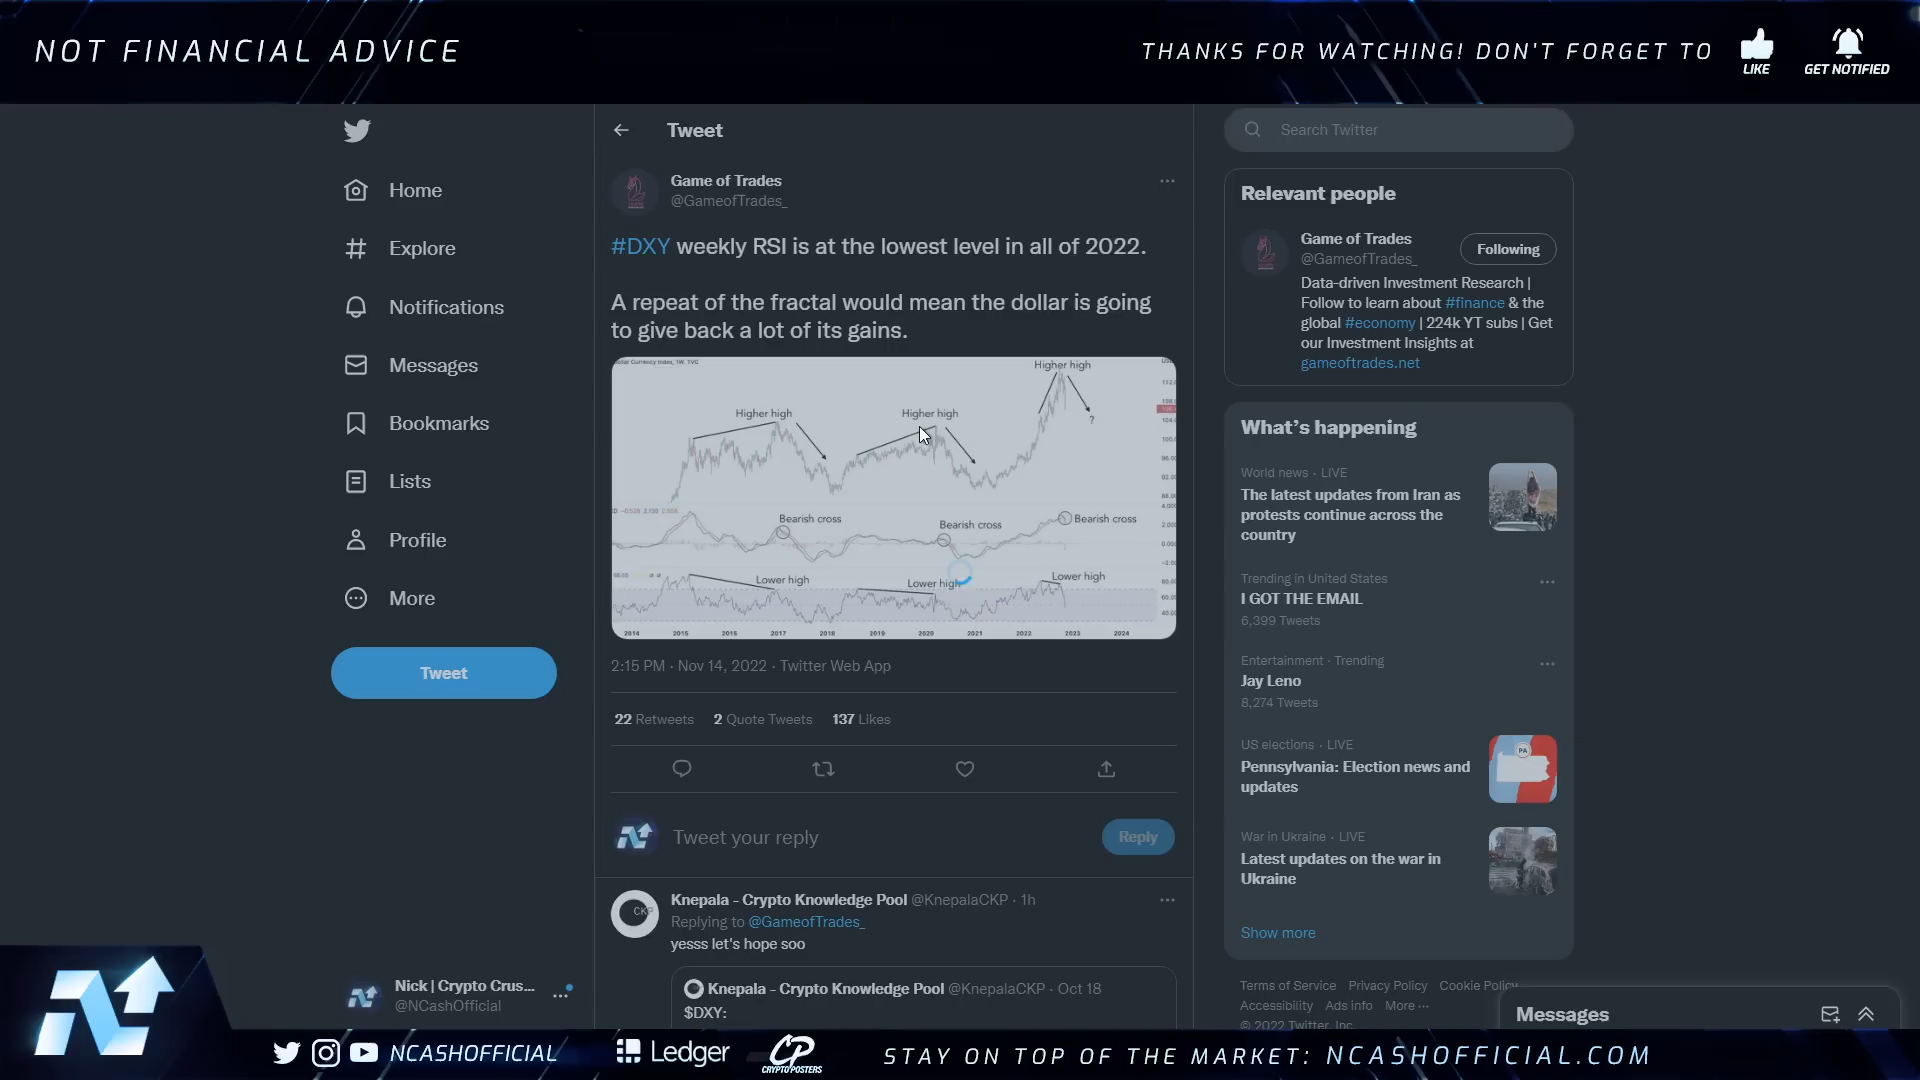 NOT FINANCIAL ADVICE
THANKS FOR WATCHING! DON'T FORGET TO
LIKE
GET NOTIFIED
Home
Explore
Notifications
Messages
Bookmarks
Lists
Profile
More
Tweet
Nick | Crypto Crus...
@NCashOfficial
Tweet
Game of Trades
@GameofTrades_
#DXY weekly RSI is at the lowest level in all of 2022.
A repeat of the fractal would mean the dollar is going
to give back a lot of its gains.
Higher high
Higher high
Higher high
?
Bearish cross
Bearish cross
Bearish cross
Lower high
Lower high
Lower high
2014 2015 2016 2017 2018 2019 2020 2021 2022 2023 2024
2:15 PM · Nov 14, 2022 · Twitter Web App
22 Retweets 2 Quote Tweets 137 Likes
Tweet your reply
Reply
Knepala - Crypto Knowledge Pool @KnepalaCKP · 1h
Replying to @GameofTrades_
yesss let's hope soo
Knepala - Crypto Knowledge Pool @KnepalaCKP · Oct 18
$DXY:
Search Twitter
Relevant people
Game of Trades
@GameofTrades_
Following
Data-driven Investment Research |
Follow to learn about #finance & the
global #economy | 224k YT subs | Get
our Investment Insights at
gameoftrades.net
What's happening
World news · LIVE
The latest updates from Iran as
protests continue across the
country
Trending in United States
I GOT THE EMAIL
6,399 Tweets
Entertainment · Trending
Jay Leno
8,274 Tweets
US elections · LIVE
Pennsylvania: Election news and
updates
PA
War in Ukraine · LIVE
Latest updates on the war in
Ukraine
Show more
Terms of Service Privacy Policy Cookie Policy
Accessibility Ads info More ...
© 2022 Twitter, Inc.
Messages
NCASHOFFICIAL
Ledger
CP
CRYPTOPOSTERS
STAY ON TOP OF THE MARKET: NCASHOFFICIAL.COM